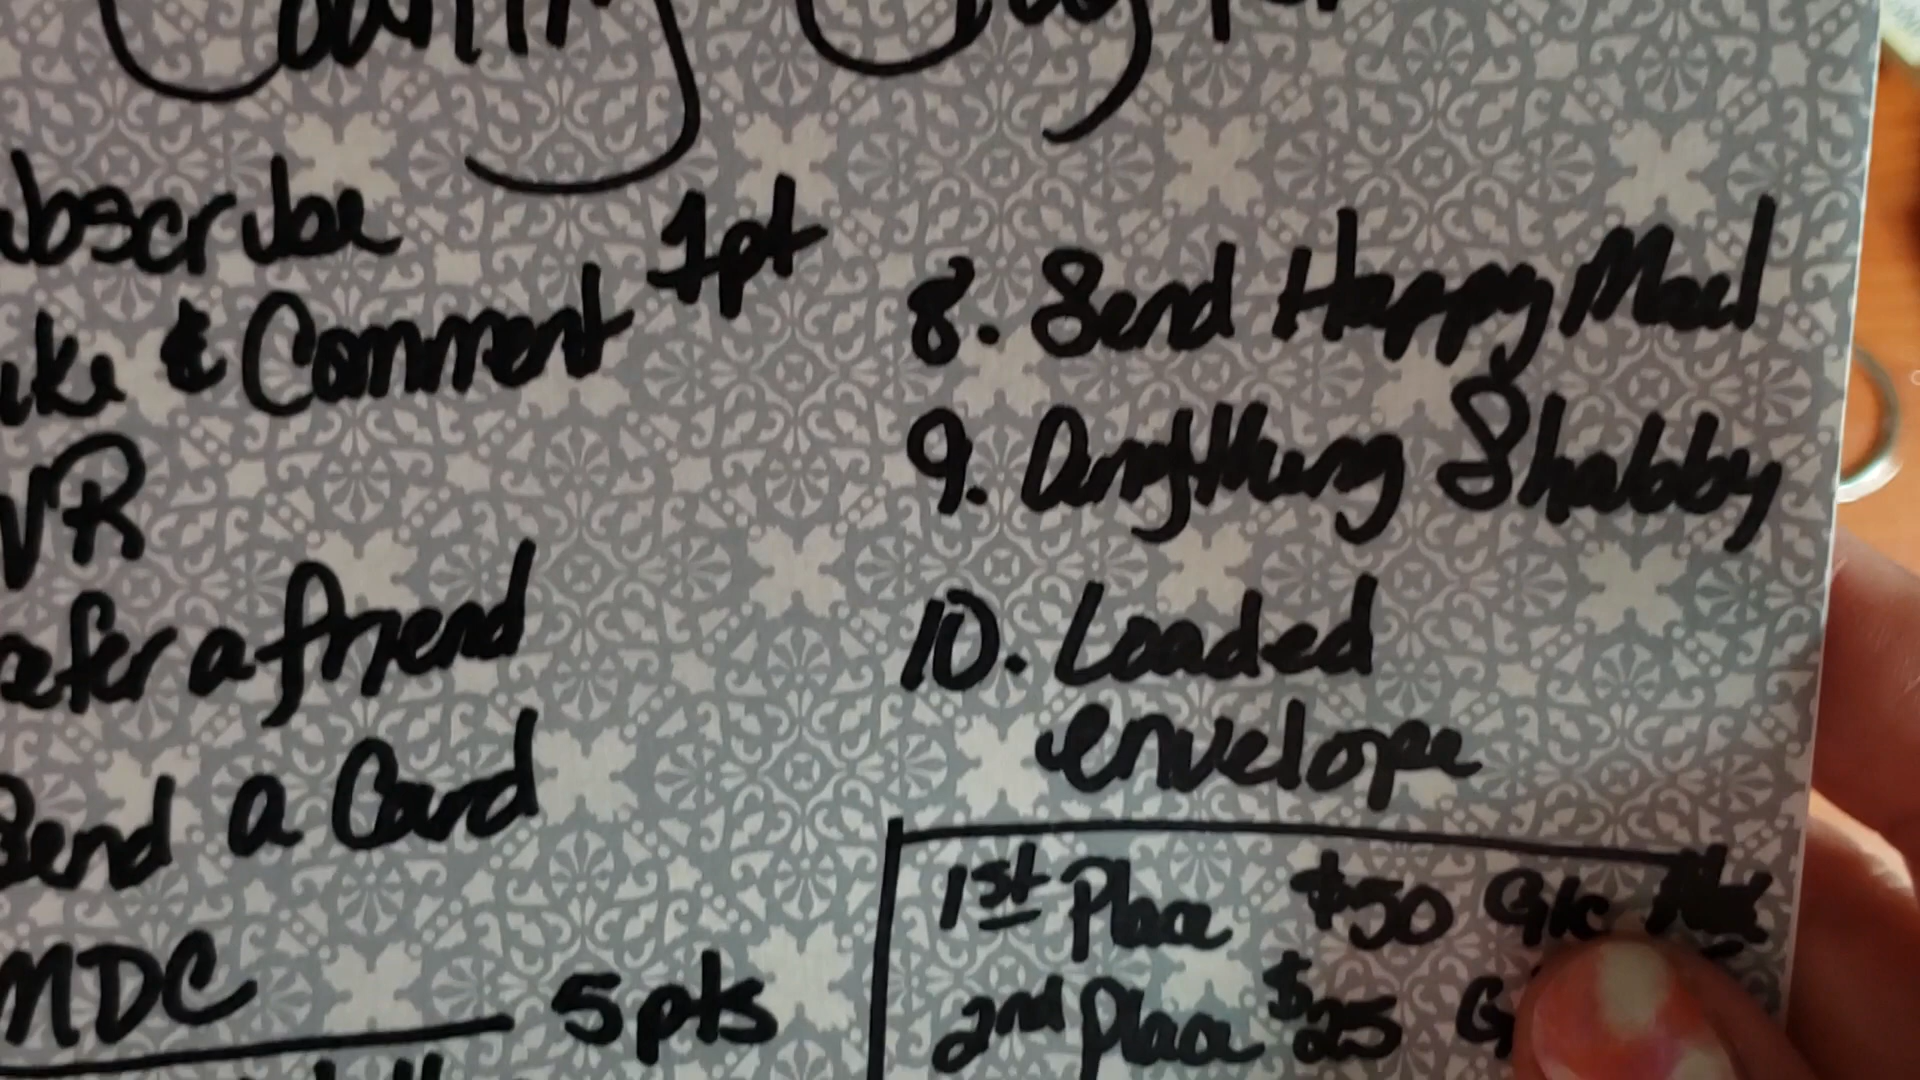 ubscribe
ike & Comment 1pt
VR
efer a friend
Send a Card
MDC
5pts
8. Send Happy Mail
9. Anything Shabby
10. Loaded
envelope
1st Place $50 G/c
2nd Place $25 G